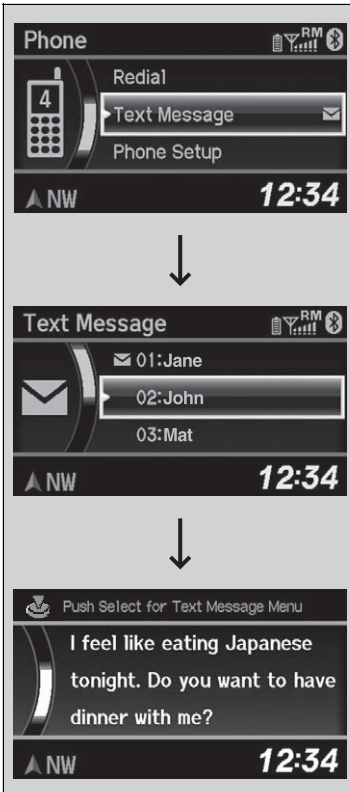 Phone
RM
4
Redial
Text Message
Phone Setup
NW
12:34
Text Message
RM
01:Jane
02:John
03:Mat
NW
12:34
Push Select for Text Message Menu
I feel like eating Japanese
tonight. Do you want to have
dinner with me?
NW
12:34